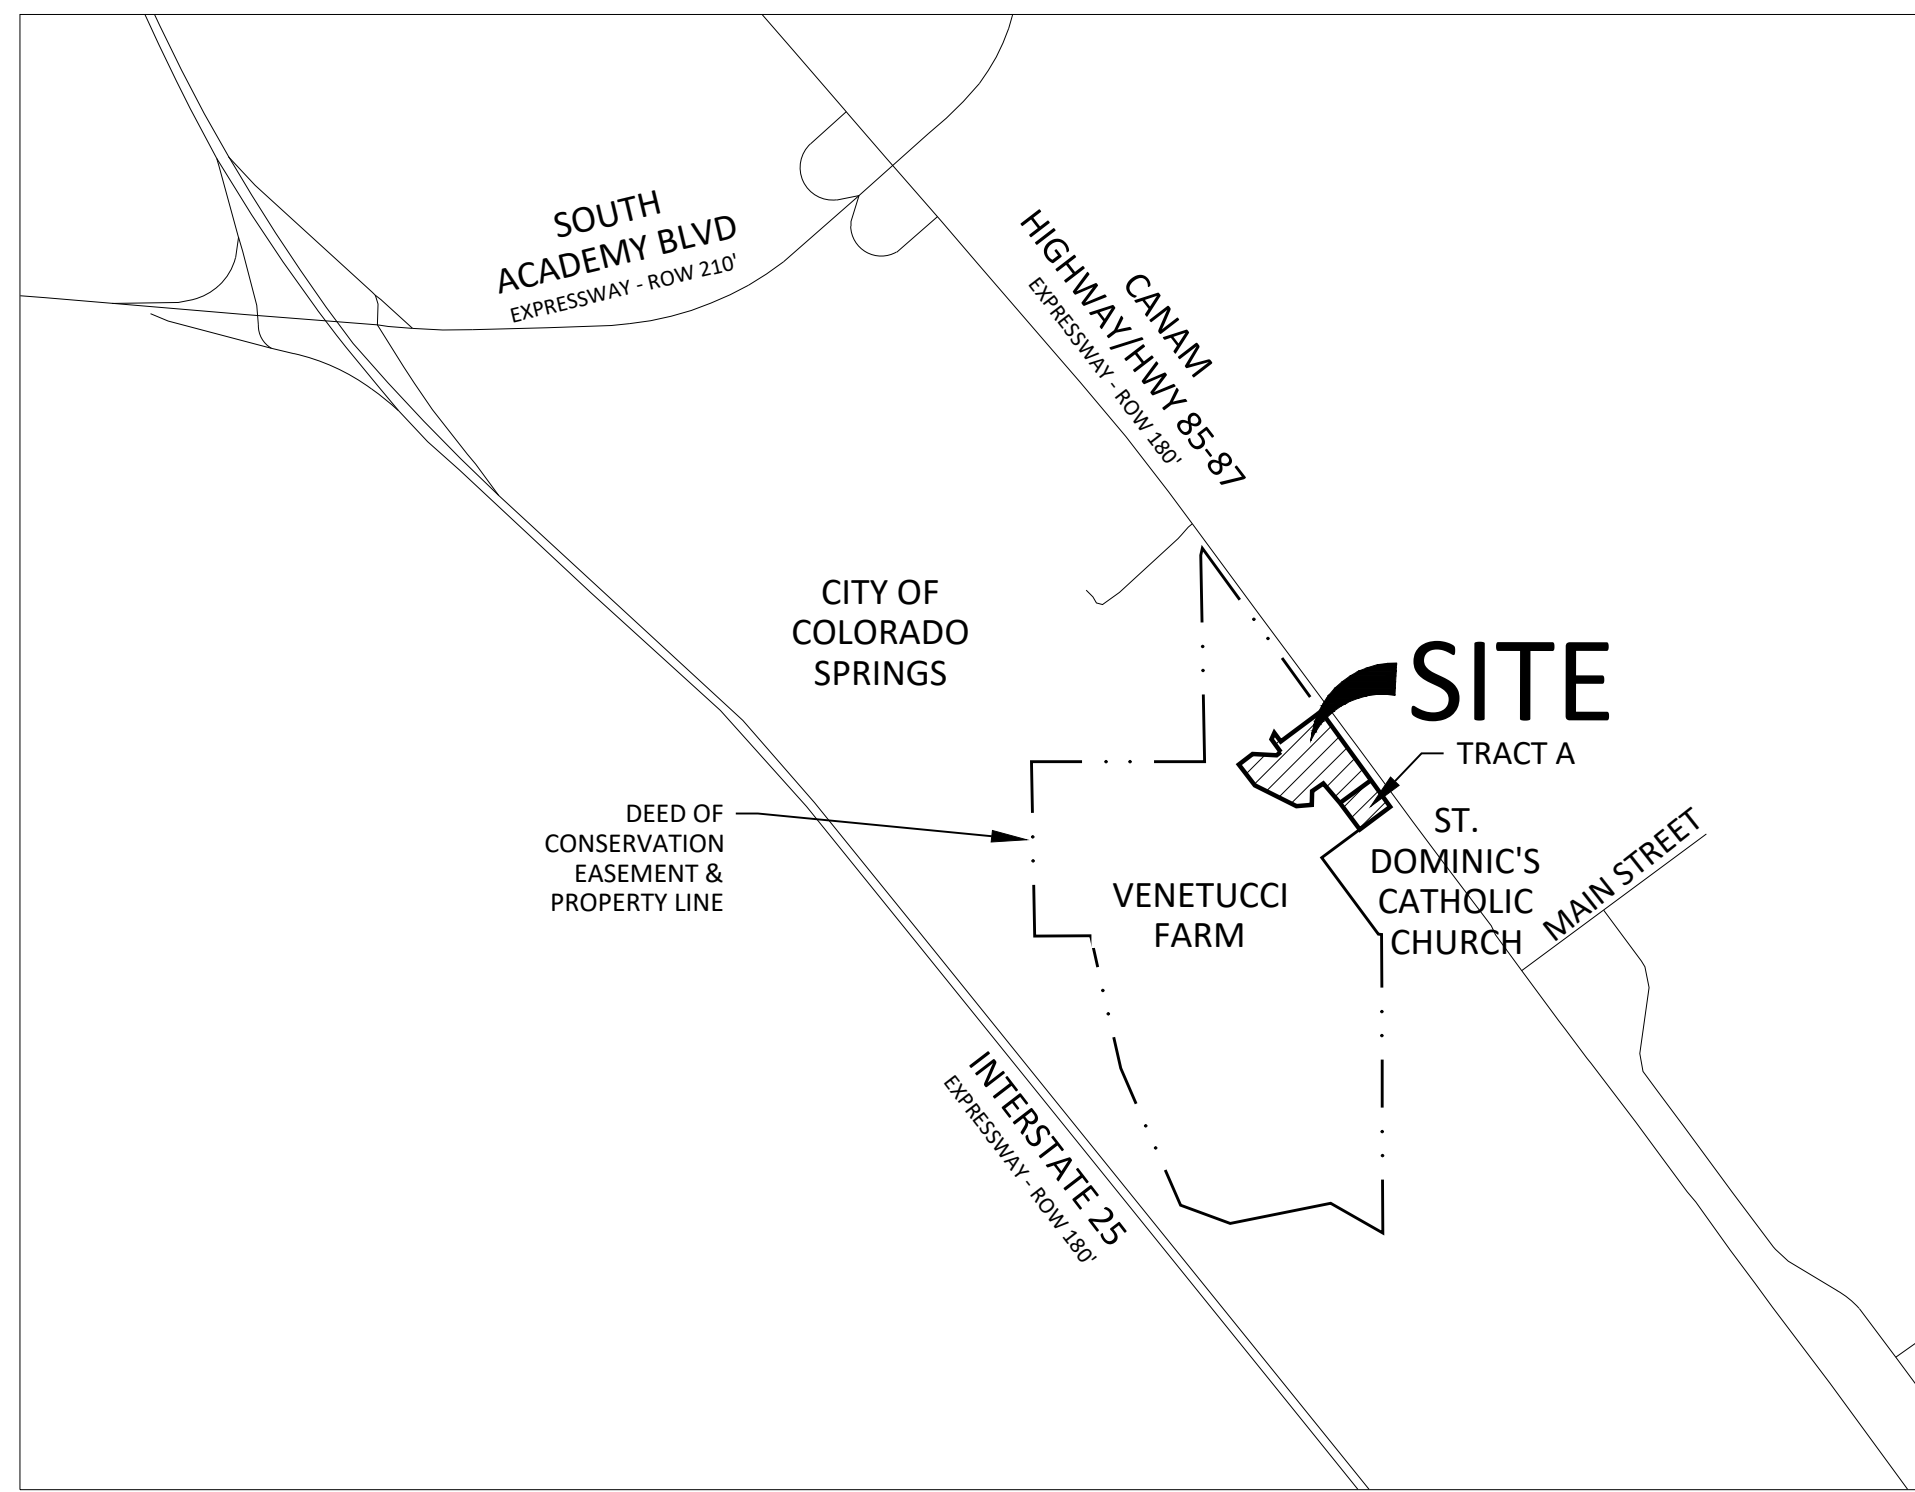 SOUTH
ACADEMY BLVD
EXPRESSWAY - ROW 210'
CANAM
HIGHWAY/HWY 85-87
EXPRESSWAY - ROW 180'
CITY OF
COLORADO
SPRINGS
SITE
TRACT A
DEED OF
CONSERVATION
EASEMENT &
PROPERTY LINE
ST.
DOMINIC'S
CATHOLIC
CHURCH
MAIN STREET
VENETUCCI
FARM
INTERSTATE 25
EXPRESSWAY - ROW 180'